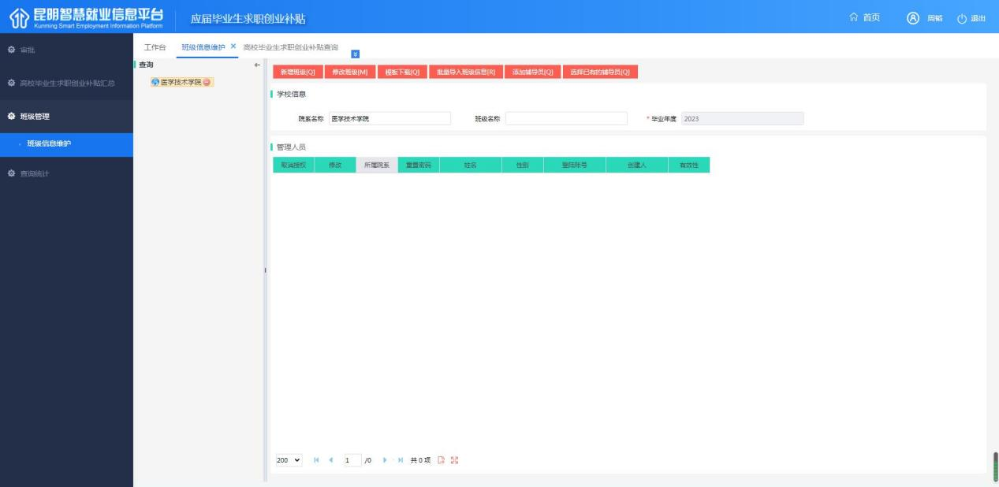 昆明智慧就业信息平台
Kunming Smart Employment Information Platform
应届毕业生求职创业补贴
首页
周韬
退出
审批
高校毕业生求职创业补贴汇总
班级管理
班级信息维护
查询统计
工作台 班级信息维护 × 高校毕业生求职创业补贴查询
查询
医学技术学院
新增班级[Q] 修改班级[M] 模板下载[Q] 批量导入班级信息[R] 添加辅导员[Q] 选择已有的辅导员[Q]
学校信息
院系名称 医学技术学院 班级名称 * 毕业年度 2023
管理人员
取消授权 修改 所属院系 重置密码 姓名 性别 登陆账号 创建人 有效性
200 1 /0 共 0 项